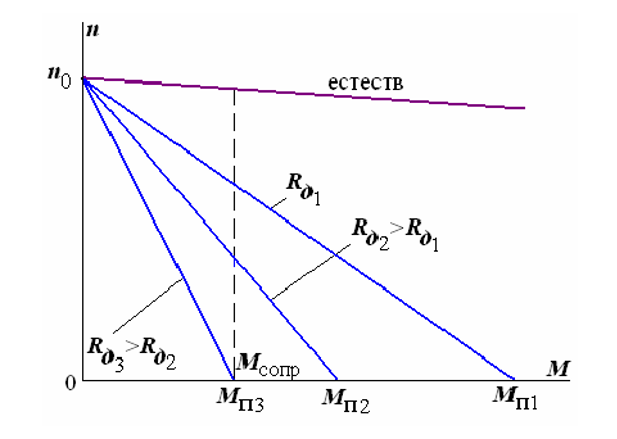 n
n0
естеств
Rд1
Rд2>Rд1
Rд3>Rд2
Mсопр
0
M
Mп3
Mп2
Mп1